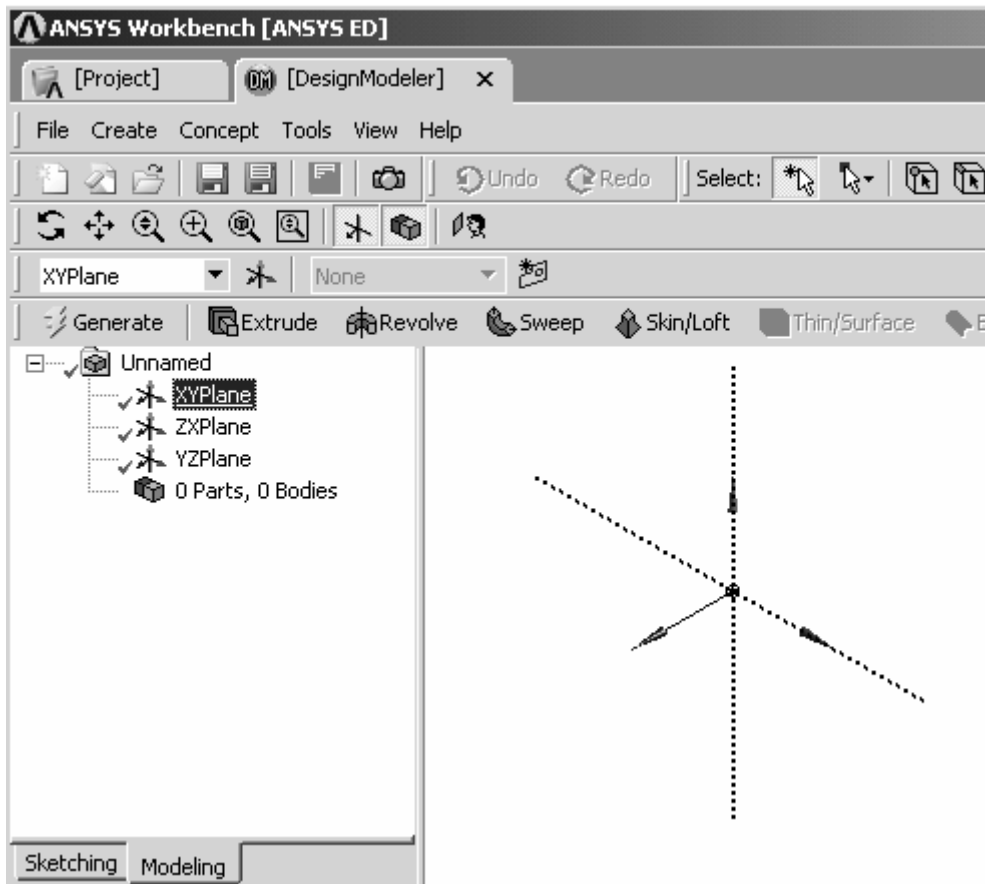 ANSYS Workbench [ANSYS ED]
[Project] DM [DesignModeler]
File Create Concept Tools View Help
Undo Redo Select:
XYPlane None
Generate Extrude Revolve Sweep Skin/Loft Thin/Surface
Unnamed
XYPlane
ZXPlane
YZPlane
0 Parts, 0 Bodies
Sketching Modeling